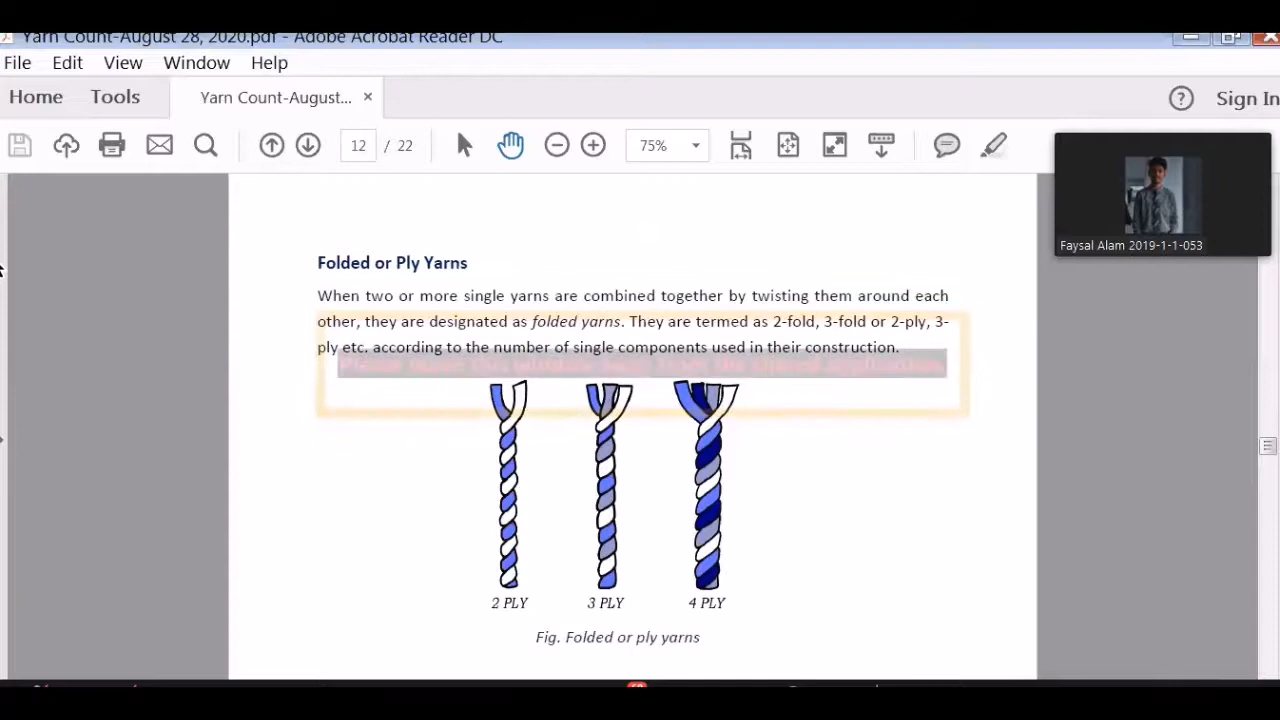 Yarn Count-August 28, 2020.pdf - Adobe Acrobat Reader DC
File Edit View Window Help
Home Tools Yarn Count-August... × ? Sign In
12 / 22 75%
Faysal Alam 2019-1-1-053
Folded or Ply Yarns
When two or more single yarns are combined together by twisting them around each
other, they are designated as folded yarns. They are termed as 2-fold, 3-fold or 2-ply, 3-
ply etc. according to the number of single components used in their construction.
2 PLY 3 PLY 4 PLY
Fig. Folded or ply yarns